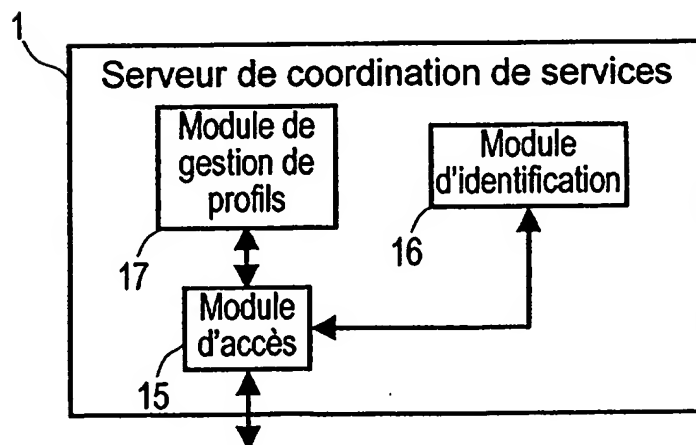 1
Serveur de coordination de services
Module de
gestion de
profils
17
Module
d'identification
16
Module
d'accès
15